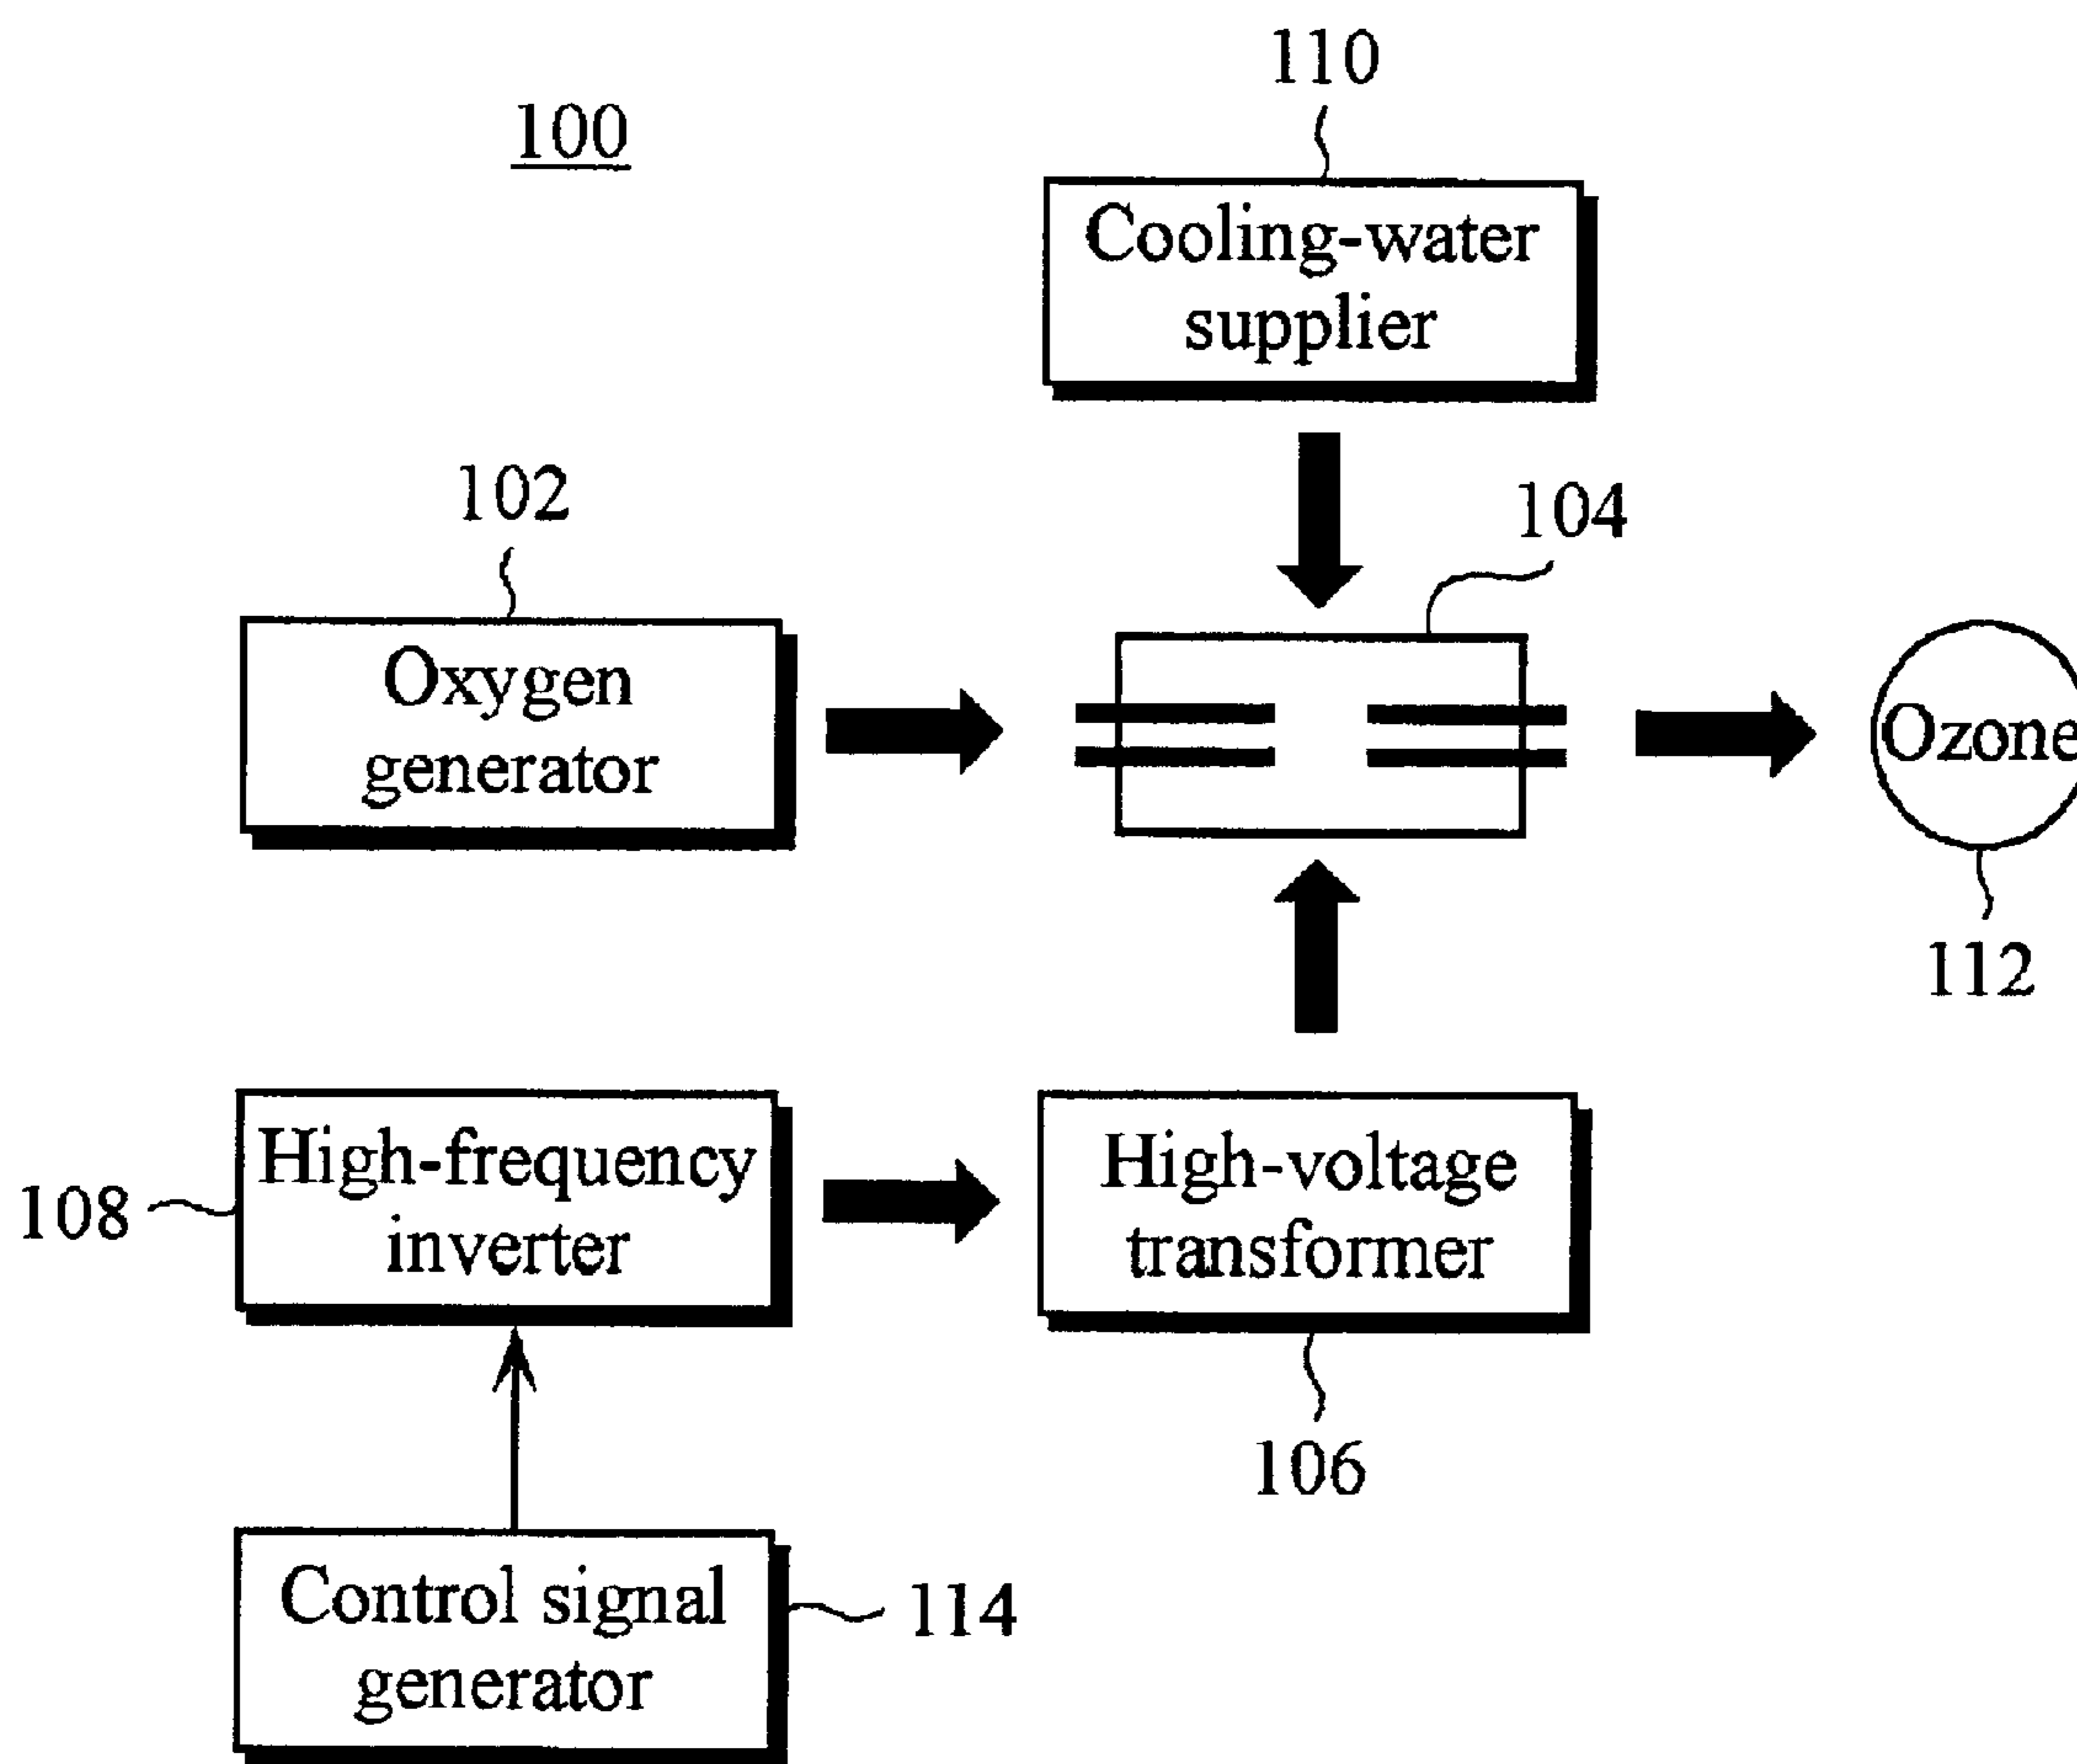 110
100
Cooling-water
supplier
102
104
Oxygen
generator
Ozone
112
High-frequency
inverter
High-voltage
transformer
108
106
Control signal
generator
114